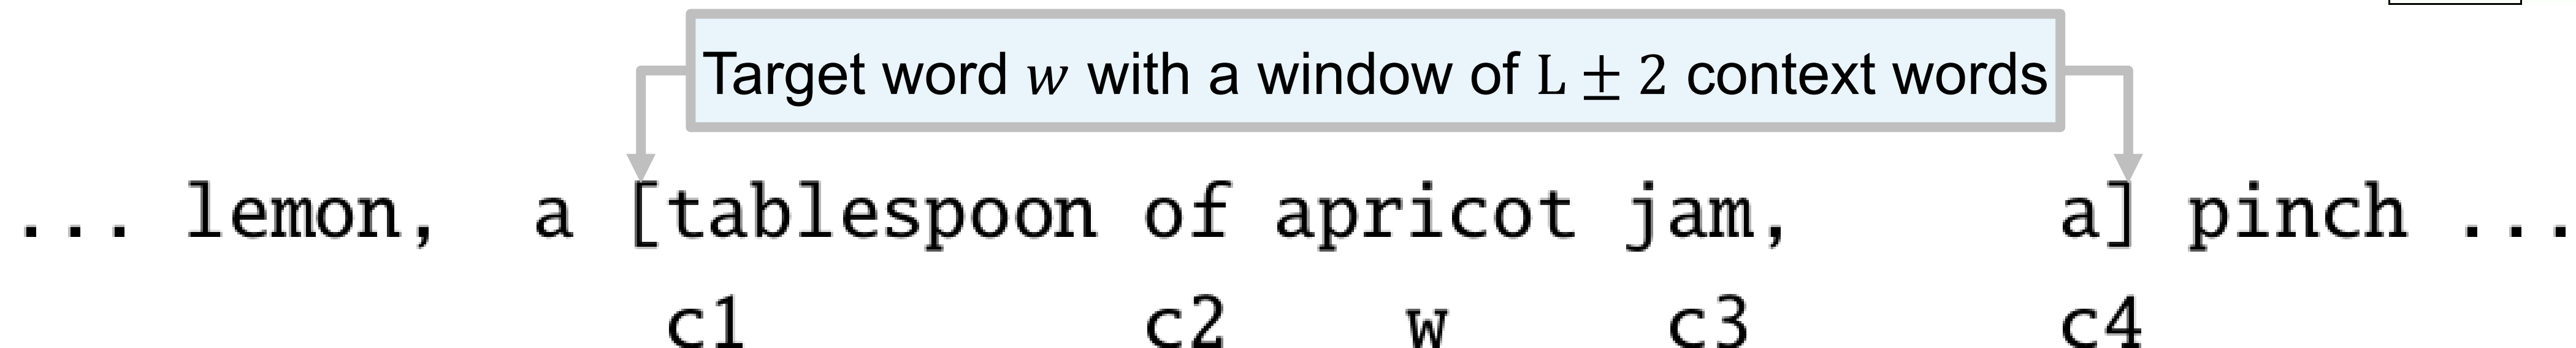 Target word w with a window of L ± 2 context words
... lemon, a [tablespoon of apricot jam, a] pinch ...
c1 c2 w c3 c4